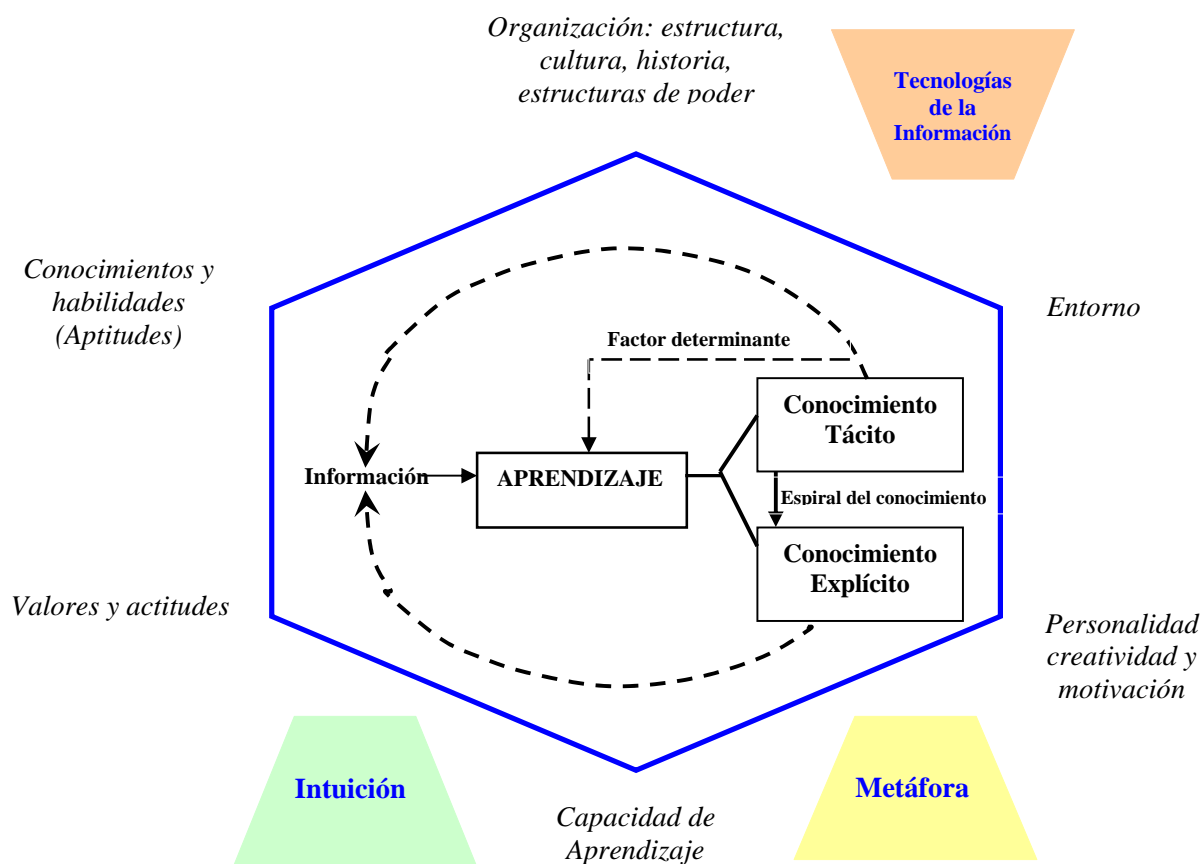 Organización: estructura,
cultura, historia,
estructuras de poder
Tecnologías
de la
Información
Conocimientos y
habilidades
(Aptitudes)
Entorno
Factor determinante
Conocimiento
Tácito
Información
APRENDIZAJE
Espiral del conocimiento
Conocimiento
Explícito
Valores y actitudes
Personalidad
creatividad y
motivación
Intuición
Metáfora
Capacidad de
Aprendizaje